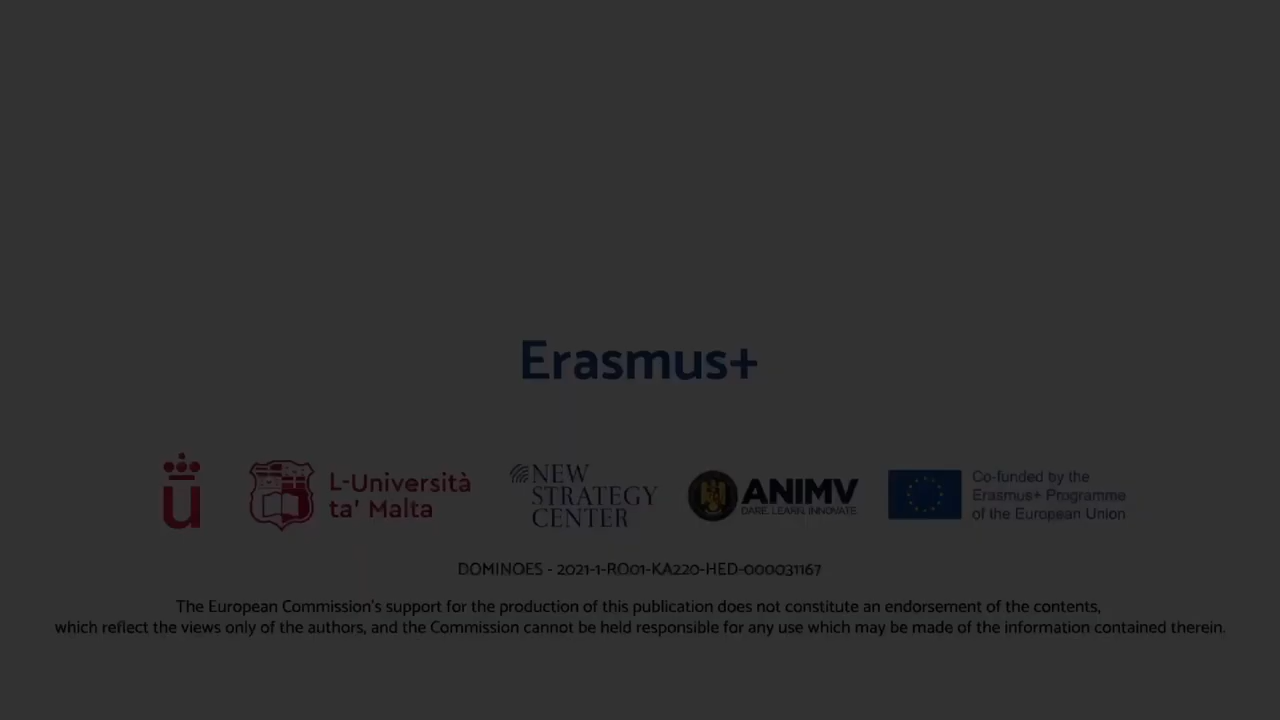 Erasmus+
ü
L-Università
ta' Malta
NEW
STRATEGY
CENTER
ANIMV
DARE. LEARN. INNOVATE
Co-funded by the
Erasmus+ Programme
of the European Union
DOMINOES - 2021-1-RO01-KA220-HED-000031167
The European Commission's support for the production of this publication does not constitute an endorsement of the contents,
which reflect the views only of the authors, and the Commission cannot be held responsible for any use which may be made of the information contained therein.